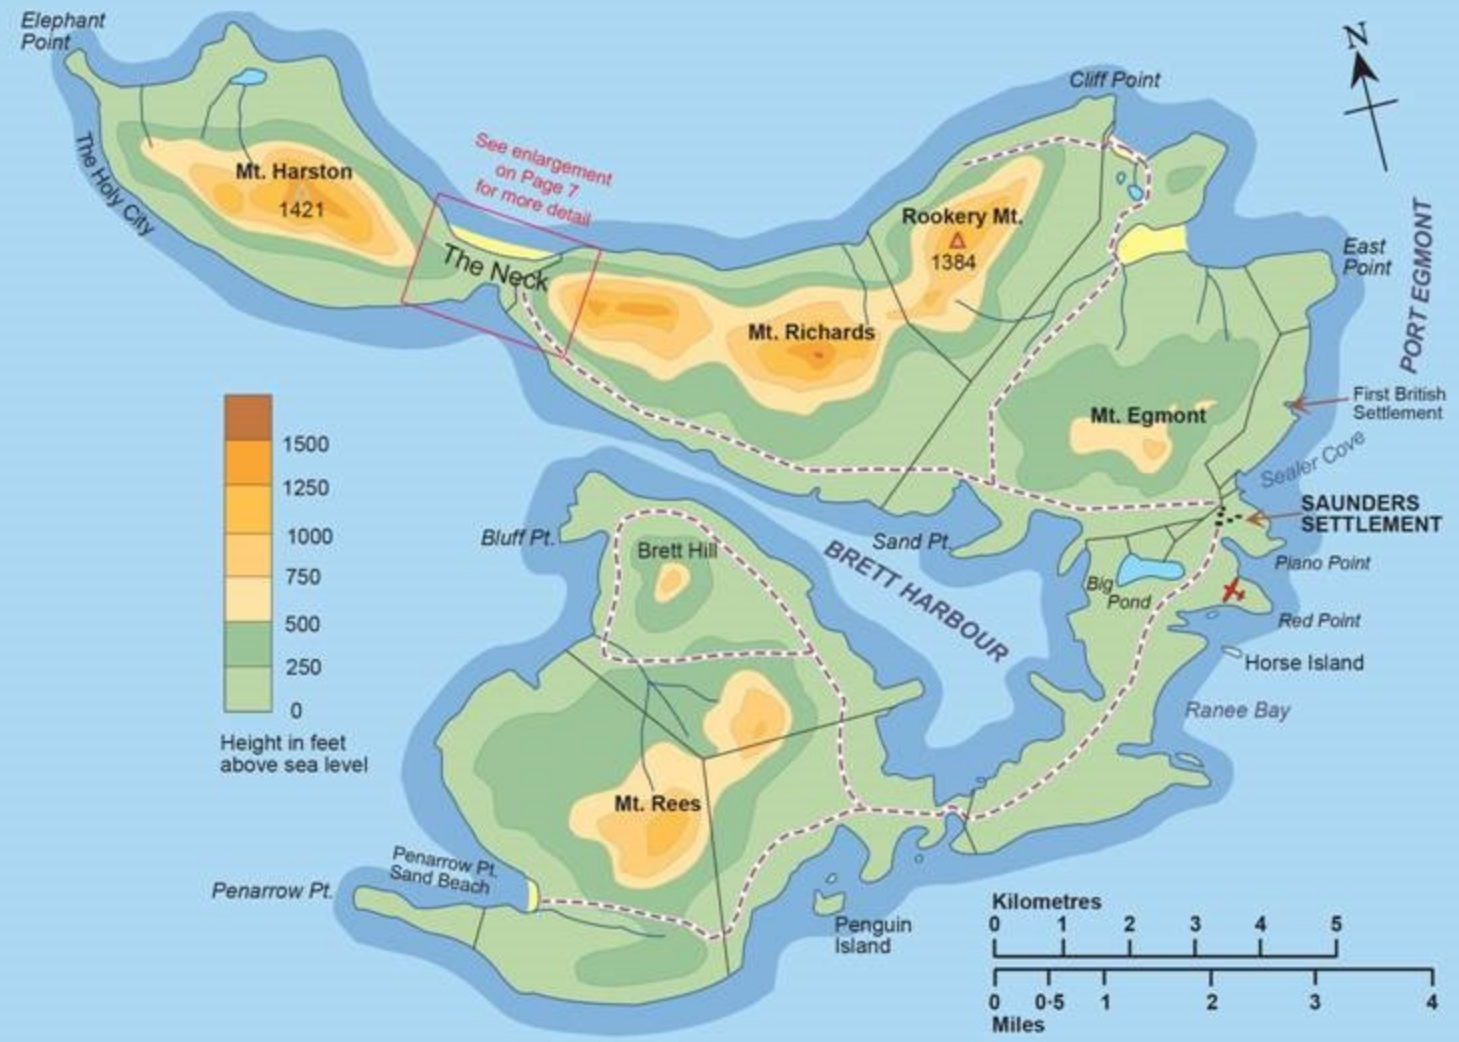 Elephant
Point
N
Cliff Point
The Holy City
Mt. Harston
1421
See enlargement
on Page 7
for more detail
The Neck
Rookery Mt.
1384
East
Point
PORT EGMONT
Mt. Richards
Mt. Egmont
First British
Settlement
Sealer Cove
SAUNDERS
SETTLEMENT
1500
1250
1000
750
500
250
0
Height in feet
above sea level
Bluff Pt.
Brett Hill
BRETT HARBOUR
Sand Pt.
Big
Pond
Piano Point
Red Point
Horse Island
Ranee Bay
Mt. Rees
Penarrow Pt.
Sand Beach
Penarrow Pt.
Penguin
Island
Kilometres
0 1 2 3 4 5
0 0·5 1 2 3 4
Miles